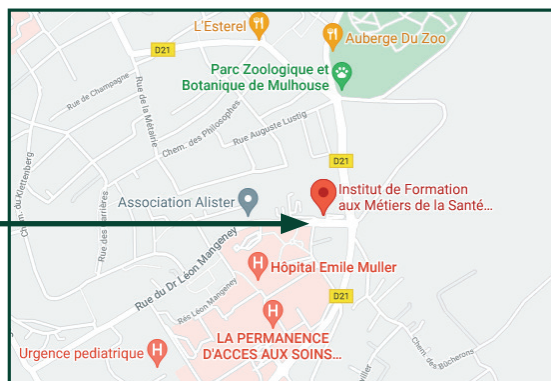 L'Esterel
D21
Auberge Du Zoo
Parc Zoologique et
Botanique de Mulhouse
Rue de Champagne
Rue de la Métairie
Chem. des Philosophes
Rue Auguste Lustig
Chem. du Klettenberg
Rue des Carrières
D21
Institut de Formation
aux Métiers de la Santé...
Association Alister
Rue du Dr Léon Mangeney
Hôpital Emile Muller
Rés Léon Mangeney
D21
LA PERMANENCE
D'ACCES AUX SOINS...
Urgence pediatrique
Chem. des Bûcherons
viller